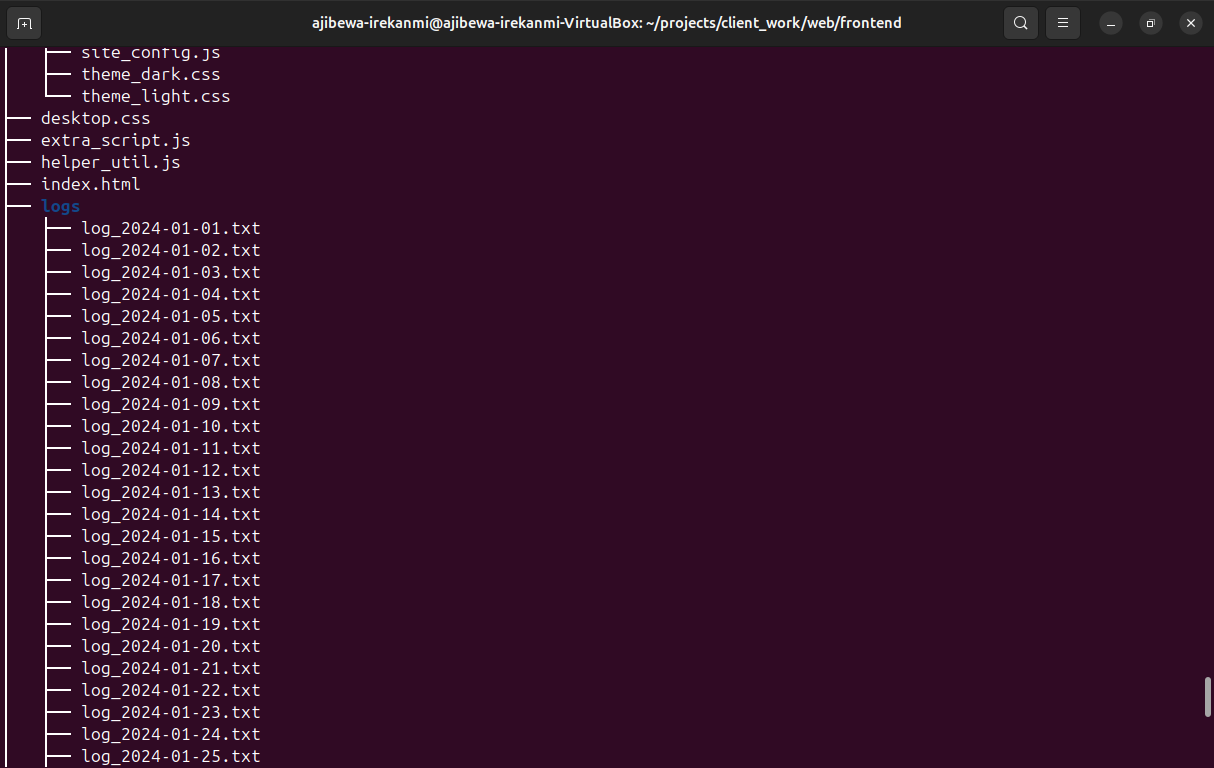 ajibewa-irekanmi@ajibewa-irekanmi-VirtualBox: ~/projects/client_work/web/frontend
site_config.js
theme_dark.css
theme_light.css
desktop.css
extra_script.js
helper_util.js
index.html
logs
log_2024-01-01.txt
log_2024-01-02.txt
log_2024-01-03.txt
log_2024-01-04.txt
log_2024-01-05.txt
log_2024-01-06.txt
log_2024-01-07.txt
log_2024-01-08.txt
log_2024-01-09.txt
log_2024-01-10.txt
log_2024-01-11.txt
log_2024-01-12.txt
log_2024-01-13.txt
log_2024-01-14.txt
log_2024-01-15.txt
log_2024-01-16.txt
log_2024-01-17.txt
log_2024-01-18.txt
log_2024-01-19.txt
log_2024-01-20.txt
log_2024-01-21.txt
log_2024-01-22.txt
log_2024-01-23.txt
log_2024-01-24.txt
log_2024-01-25.txt